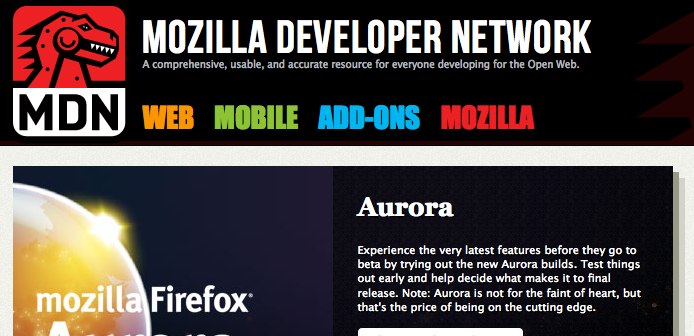 MOZILLA DEVELOPER NETWORK
A comprehensive, usable, and accurate resource for everyone developing for the Open Web.
MDN
WEB MOBILE ADD-ONS MOZILLA
Aurora
Experience the very latest features before they go to
beta by trying out the new Aurora builds. Test things
out early and help decide what makes it to final
release. Note: Aurora is not for the faint of heart, but
that's the price of being on the cutting edge.
mozilla Firefox®
Aurora